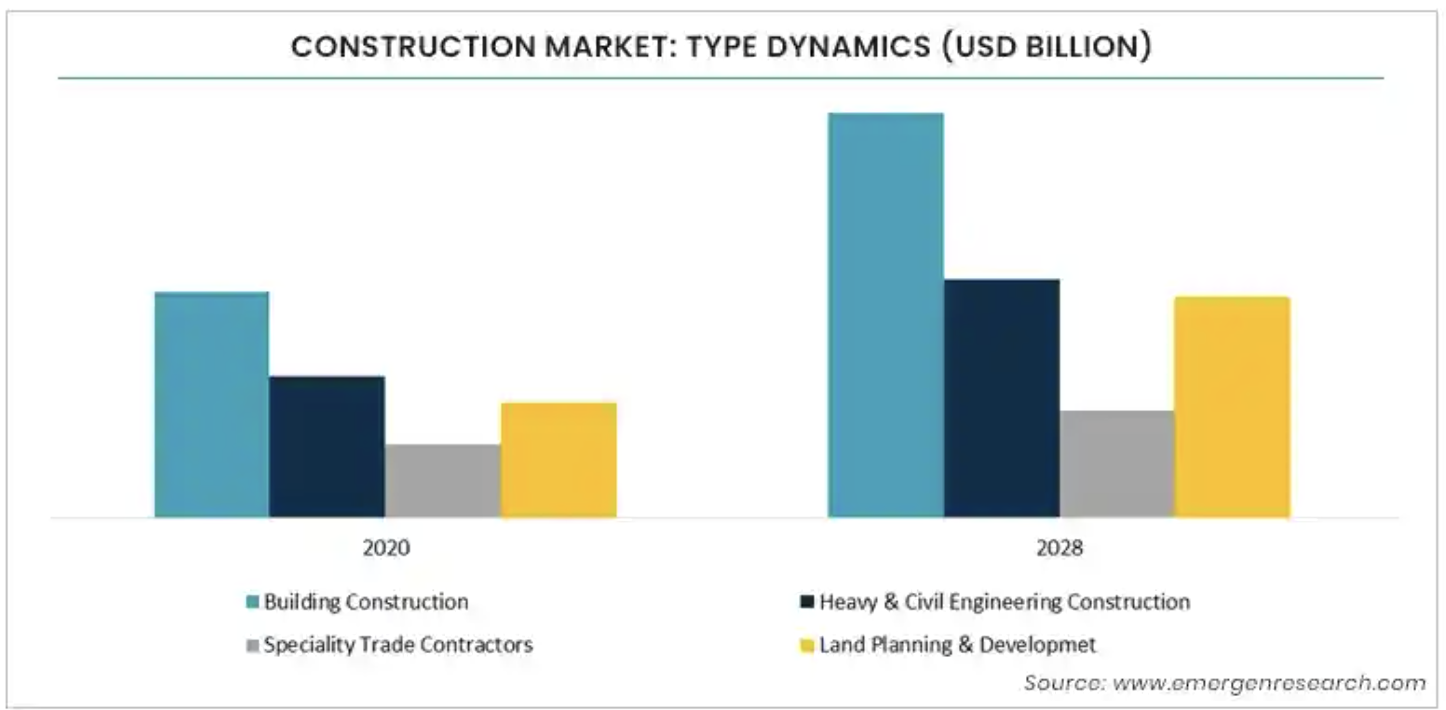 CONSTRUCTION MARKET: TYPE DYNAMICS (USD BILLION)
2020
2028
Building Construction
Heavy & Civil Engineering Construction
Speciality Trade Contractors
Land Planning & Developmet
Source: www.emergenresearch.com